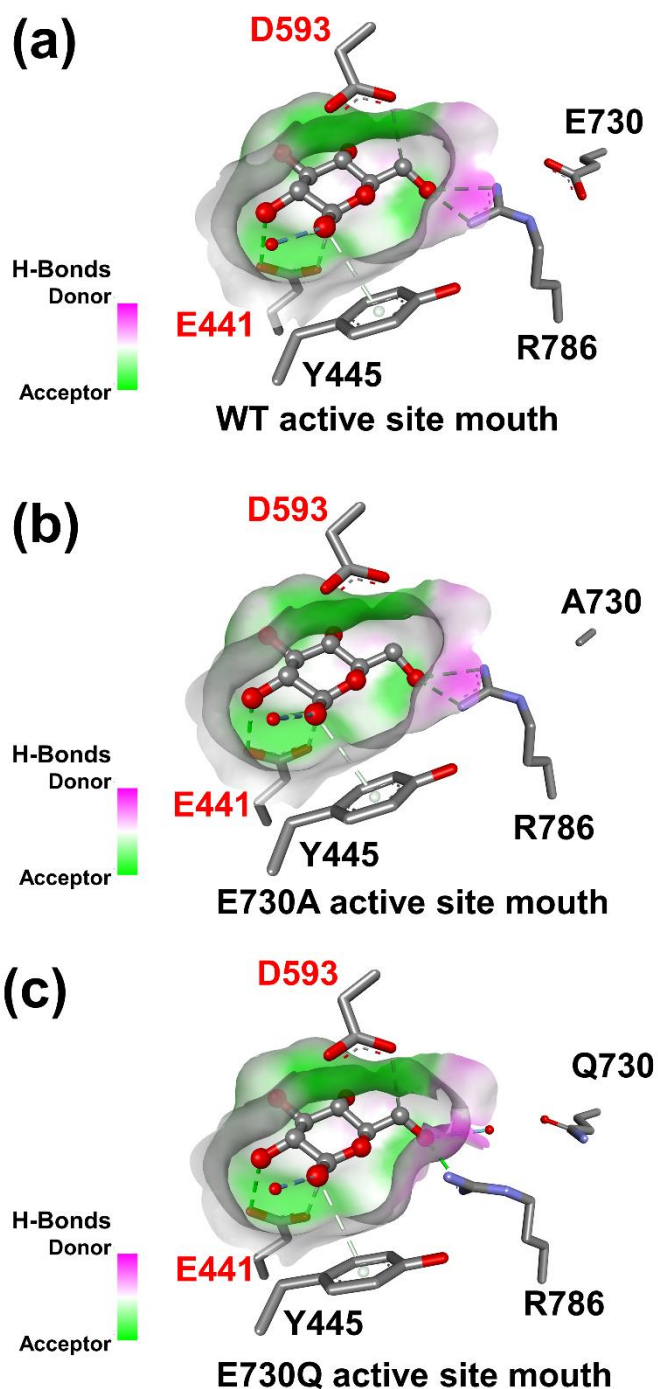 (a)
D593
E730
H-Bonds
Donor
Acceptor
E441
Y445
R786
WT active site mouth
(b)
D593
A730
H-Bonds
Donor
Acceptor
E441
Y445
R786
E730A active site mouth
(c)
D593
Q730
H-Bonds
Donor
Acceptor
E441
Y445
R786
E730Q active site mouth